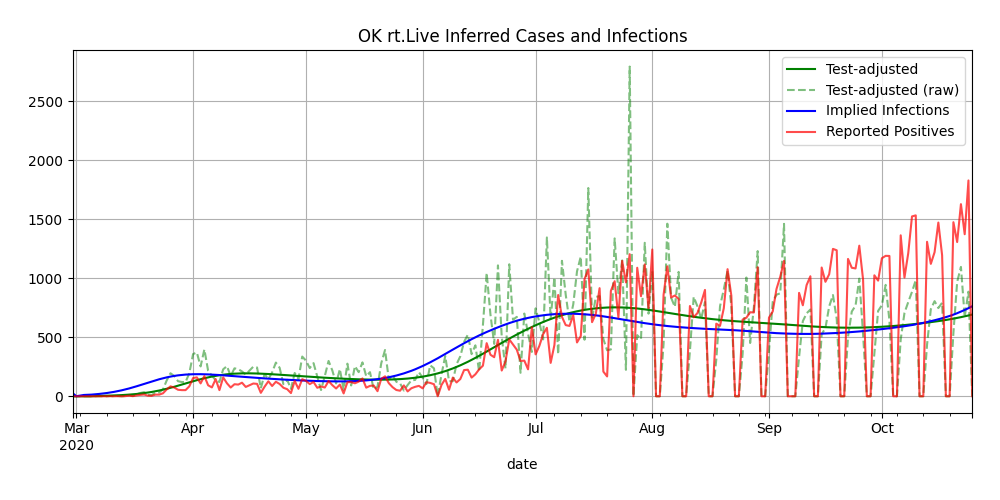 OK rt.Live Inferred Cases and Infections
Test-adjusted
Test-adjusted (raw)
Implied Infections
Reported Positives
2500
2000
1500
1000
500
0
Mar Apr May Jun Jul Aug Sep Oct
2020
date